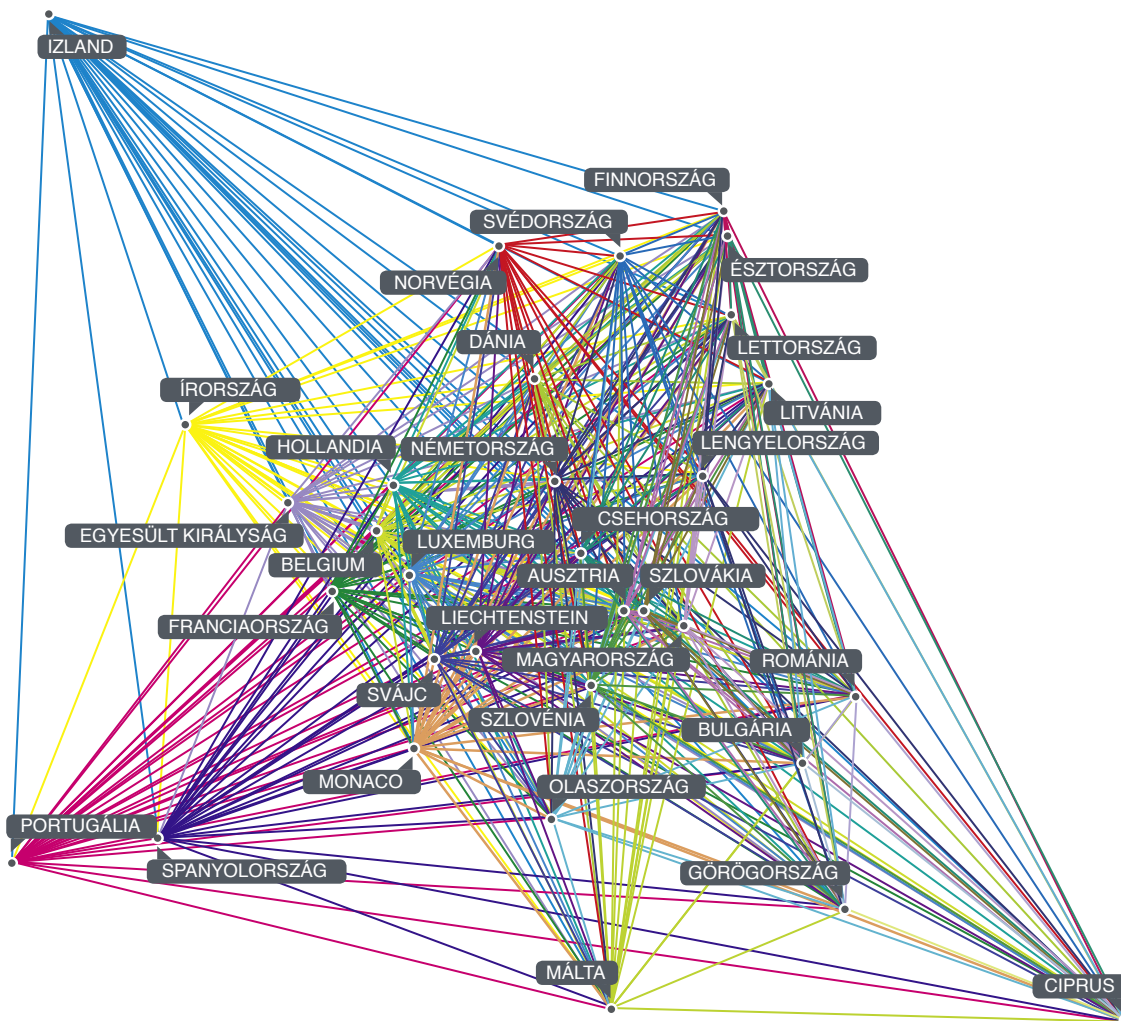 IZLAND
FINNORSZÁG
SVÉDORSZÁG
NORVÉGIA
ÉSZTORSZÁG
DÁNIA
LETTORSZÁG
ÍRORSZÁG
LITVÁNIA
HOLLANDIA
NÉMETORSZÁG
LENGYELORSZÁG
EGYESÜLT KIRÁLYSÁG
CSEHORSZÁG
BELGIUM
LUXEMBURG
AUSZTRIA
SZLOVÁKIA
FRANCIAORSZÁG
LIECHTENSTEIN
MAGYARORSZÁG
ROMÁNIA
SVÁJC
SZLOVÉNIA
BULGÁRIA
MONACO
OLASZORSZÁG
PORTUGÁLIA
SPANYOLORSZÁG
GÖRÖGORSZÁG
MÁLTA
CIPRUS